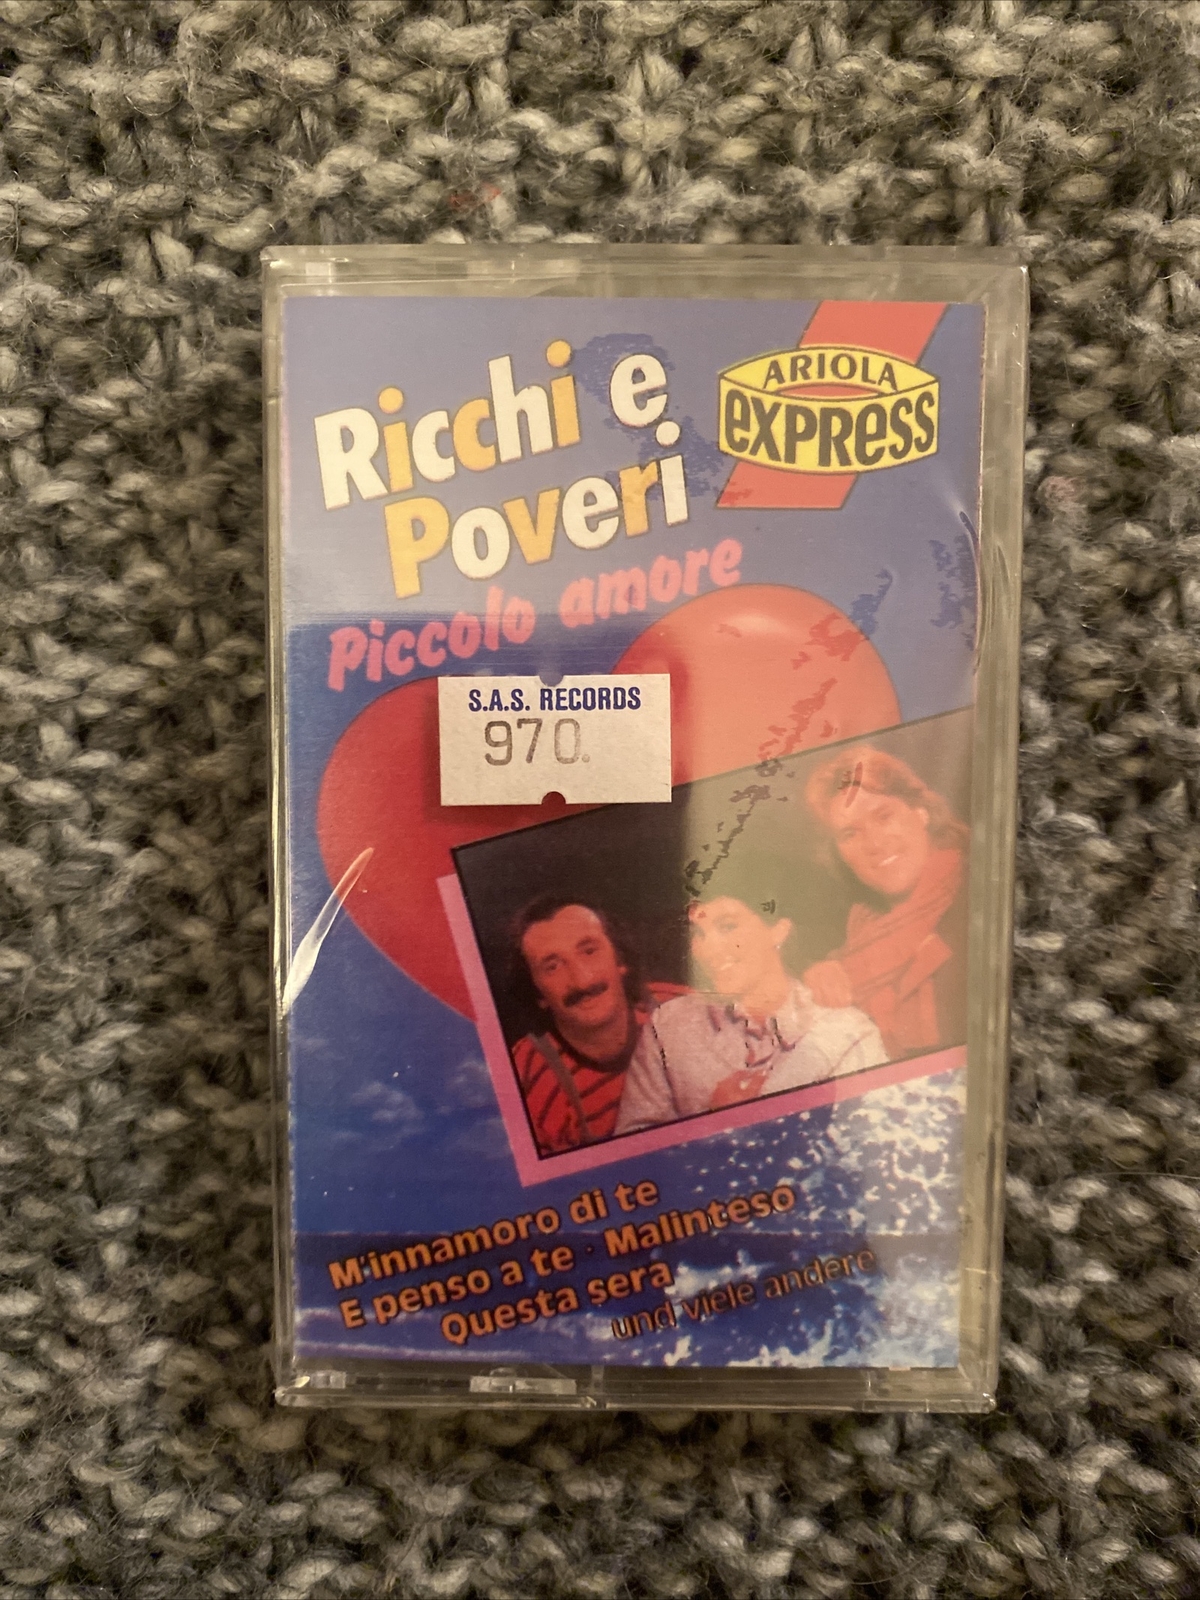 Ricchi e
Poveri
Piccolo amore
ARIOLA
EXPRESS
S.A.S. RECORDS
970.
M'innamoro di te
E penso a te · Malinteso
Questa sera
und viele andere